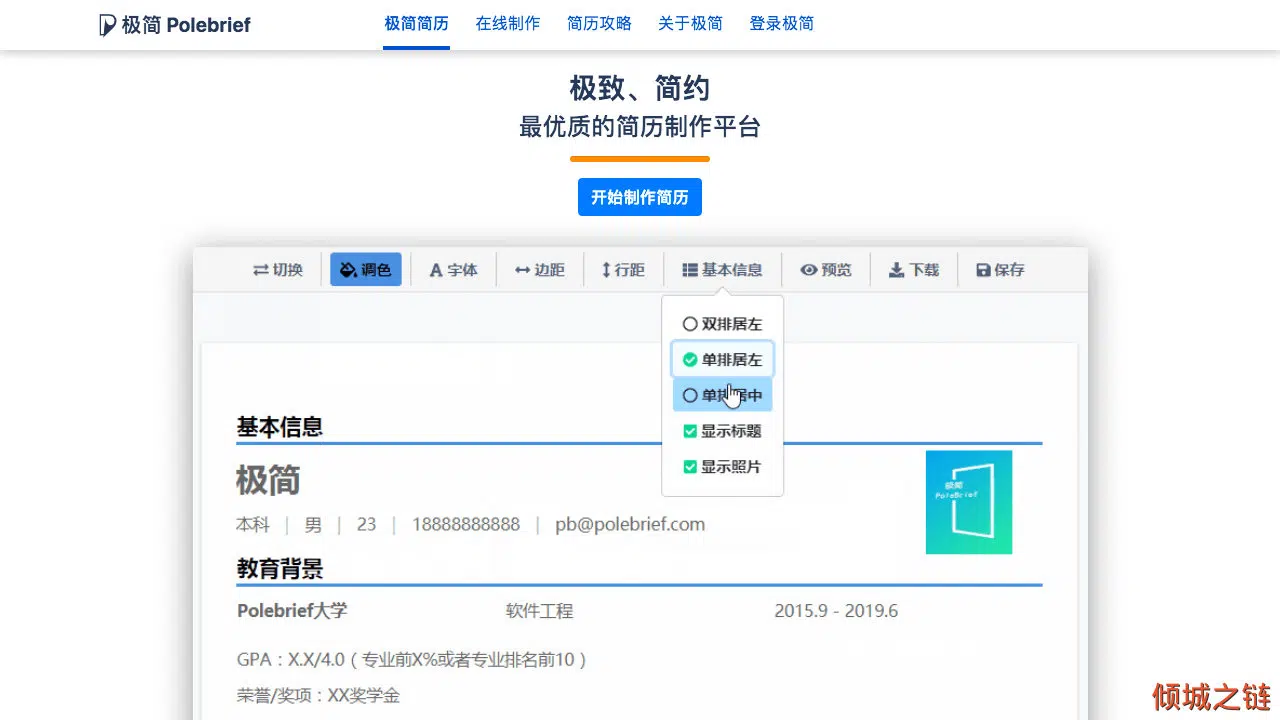 极简 Polebrief
极简简历 在线制作 简历攻略 关于极简 登录极简
极致、简约
最优质的简历制作平台
开始制作简历
切换 调色 字体 边距 行距 基本信息 预览 下载 保存
双排居左
单排居左
单排居中
显示标题
显示照片
基本信息
极简
极简
PoleBrief
本科 | 男 | 23 | 18888888888 | pb@polebrief.com
教育背景
Polebrief大学 软件工程 2015.9 - 2019.6
GPA：X.X/4.0（专业前X%或者专业排名前10）
荣誉/奖项：XX奖学金
倾城之链